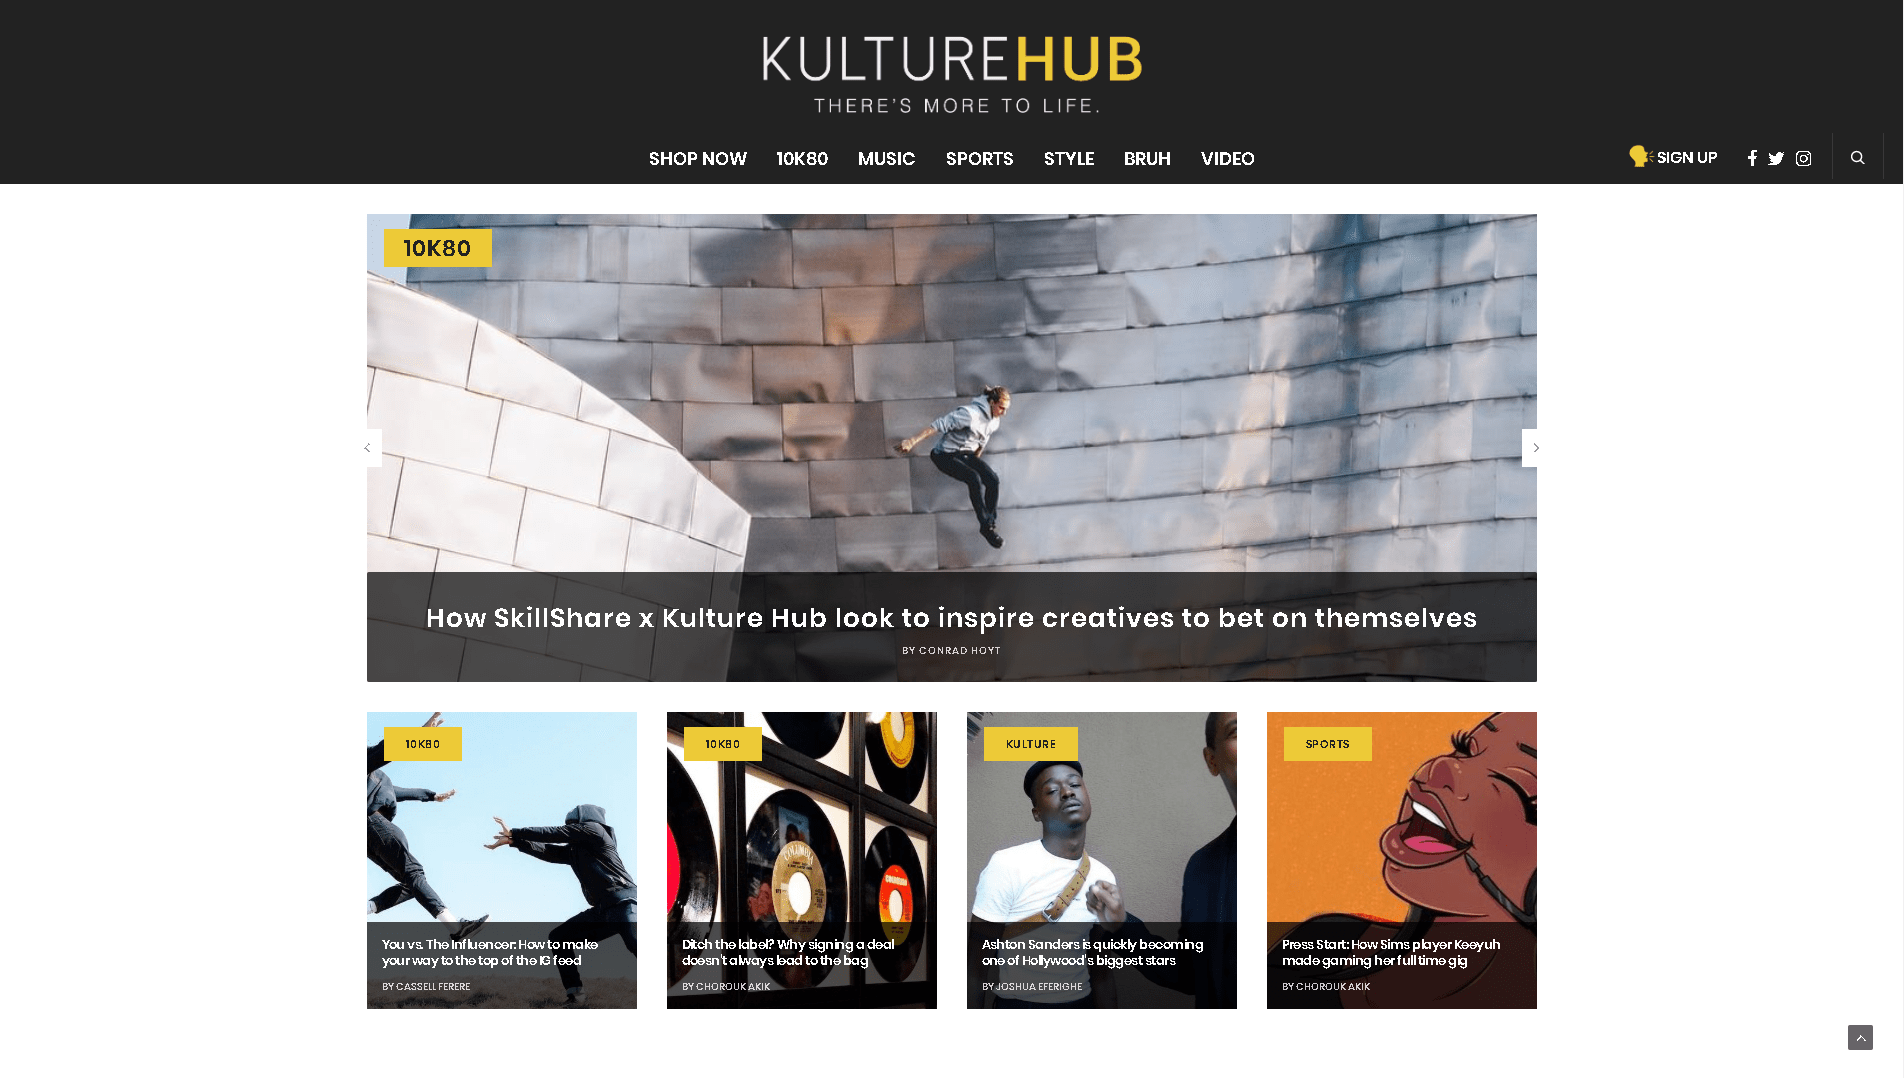 KULTUREHUB
THERE'S MORE TO LIFE.
SHOP NOW 10K80 MUSIC SPORTS STYLE BRUH VIDEO
SIGN UP
10K80
How SkillShare x Kulture Hub look to inspire creatives to bet on themselves
BY CONRAD HOYT
10K80
You vs. The Influencer: How to make
your way to the top of the IG feed
BY CASSELL FERERE
10K80
COLUMBIA
Ditch the label? Why signing a deal
doesn't always lead to the bag
BY CHOROUK AKIK
KULTURE
Ashton Sanders is quickly becoming
one of Hollywood's biggest stars
BY JOSHUA EFERIGHE
SPORTS
Press Start: How Sims player Keeyuh
made gaming her full time gig
BY CHOROUK AKIK